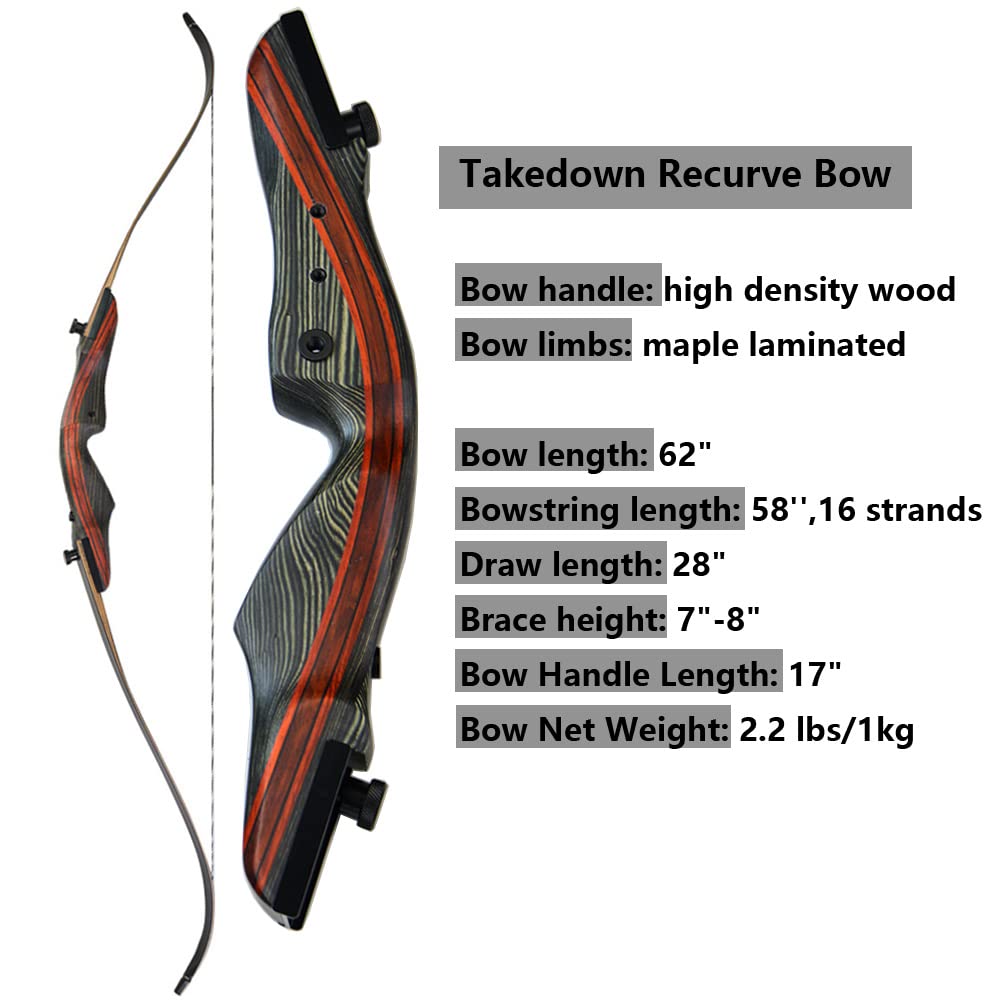 Takedown Recurve Bow
Bow handle: high density wood
Bow limbs: maple laminated
Bow length: 62"
Bowstring length: 58'',16 strands
Draw length: 28"
Brace height: 7"-8"
Bow Handle Length: 17"
Bow Net Weight: 2.2 lbs/1kg